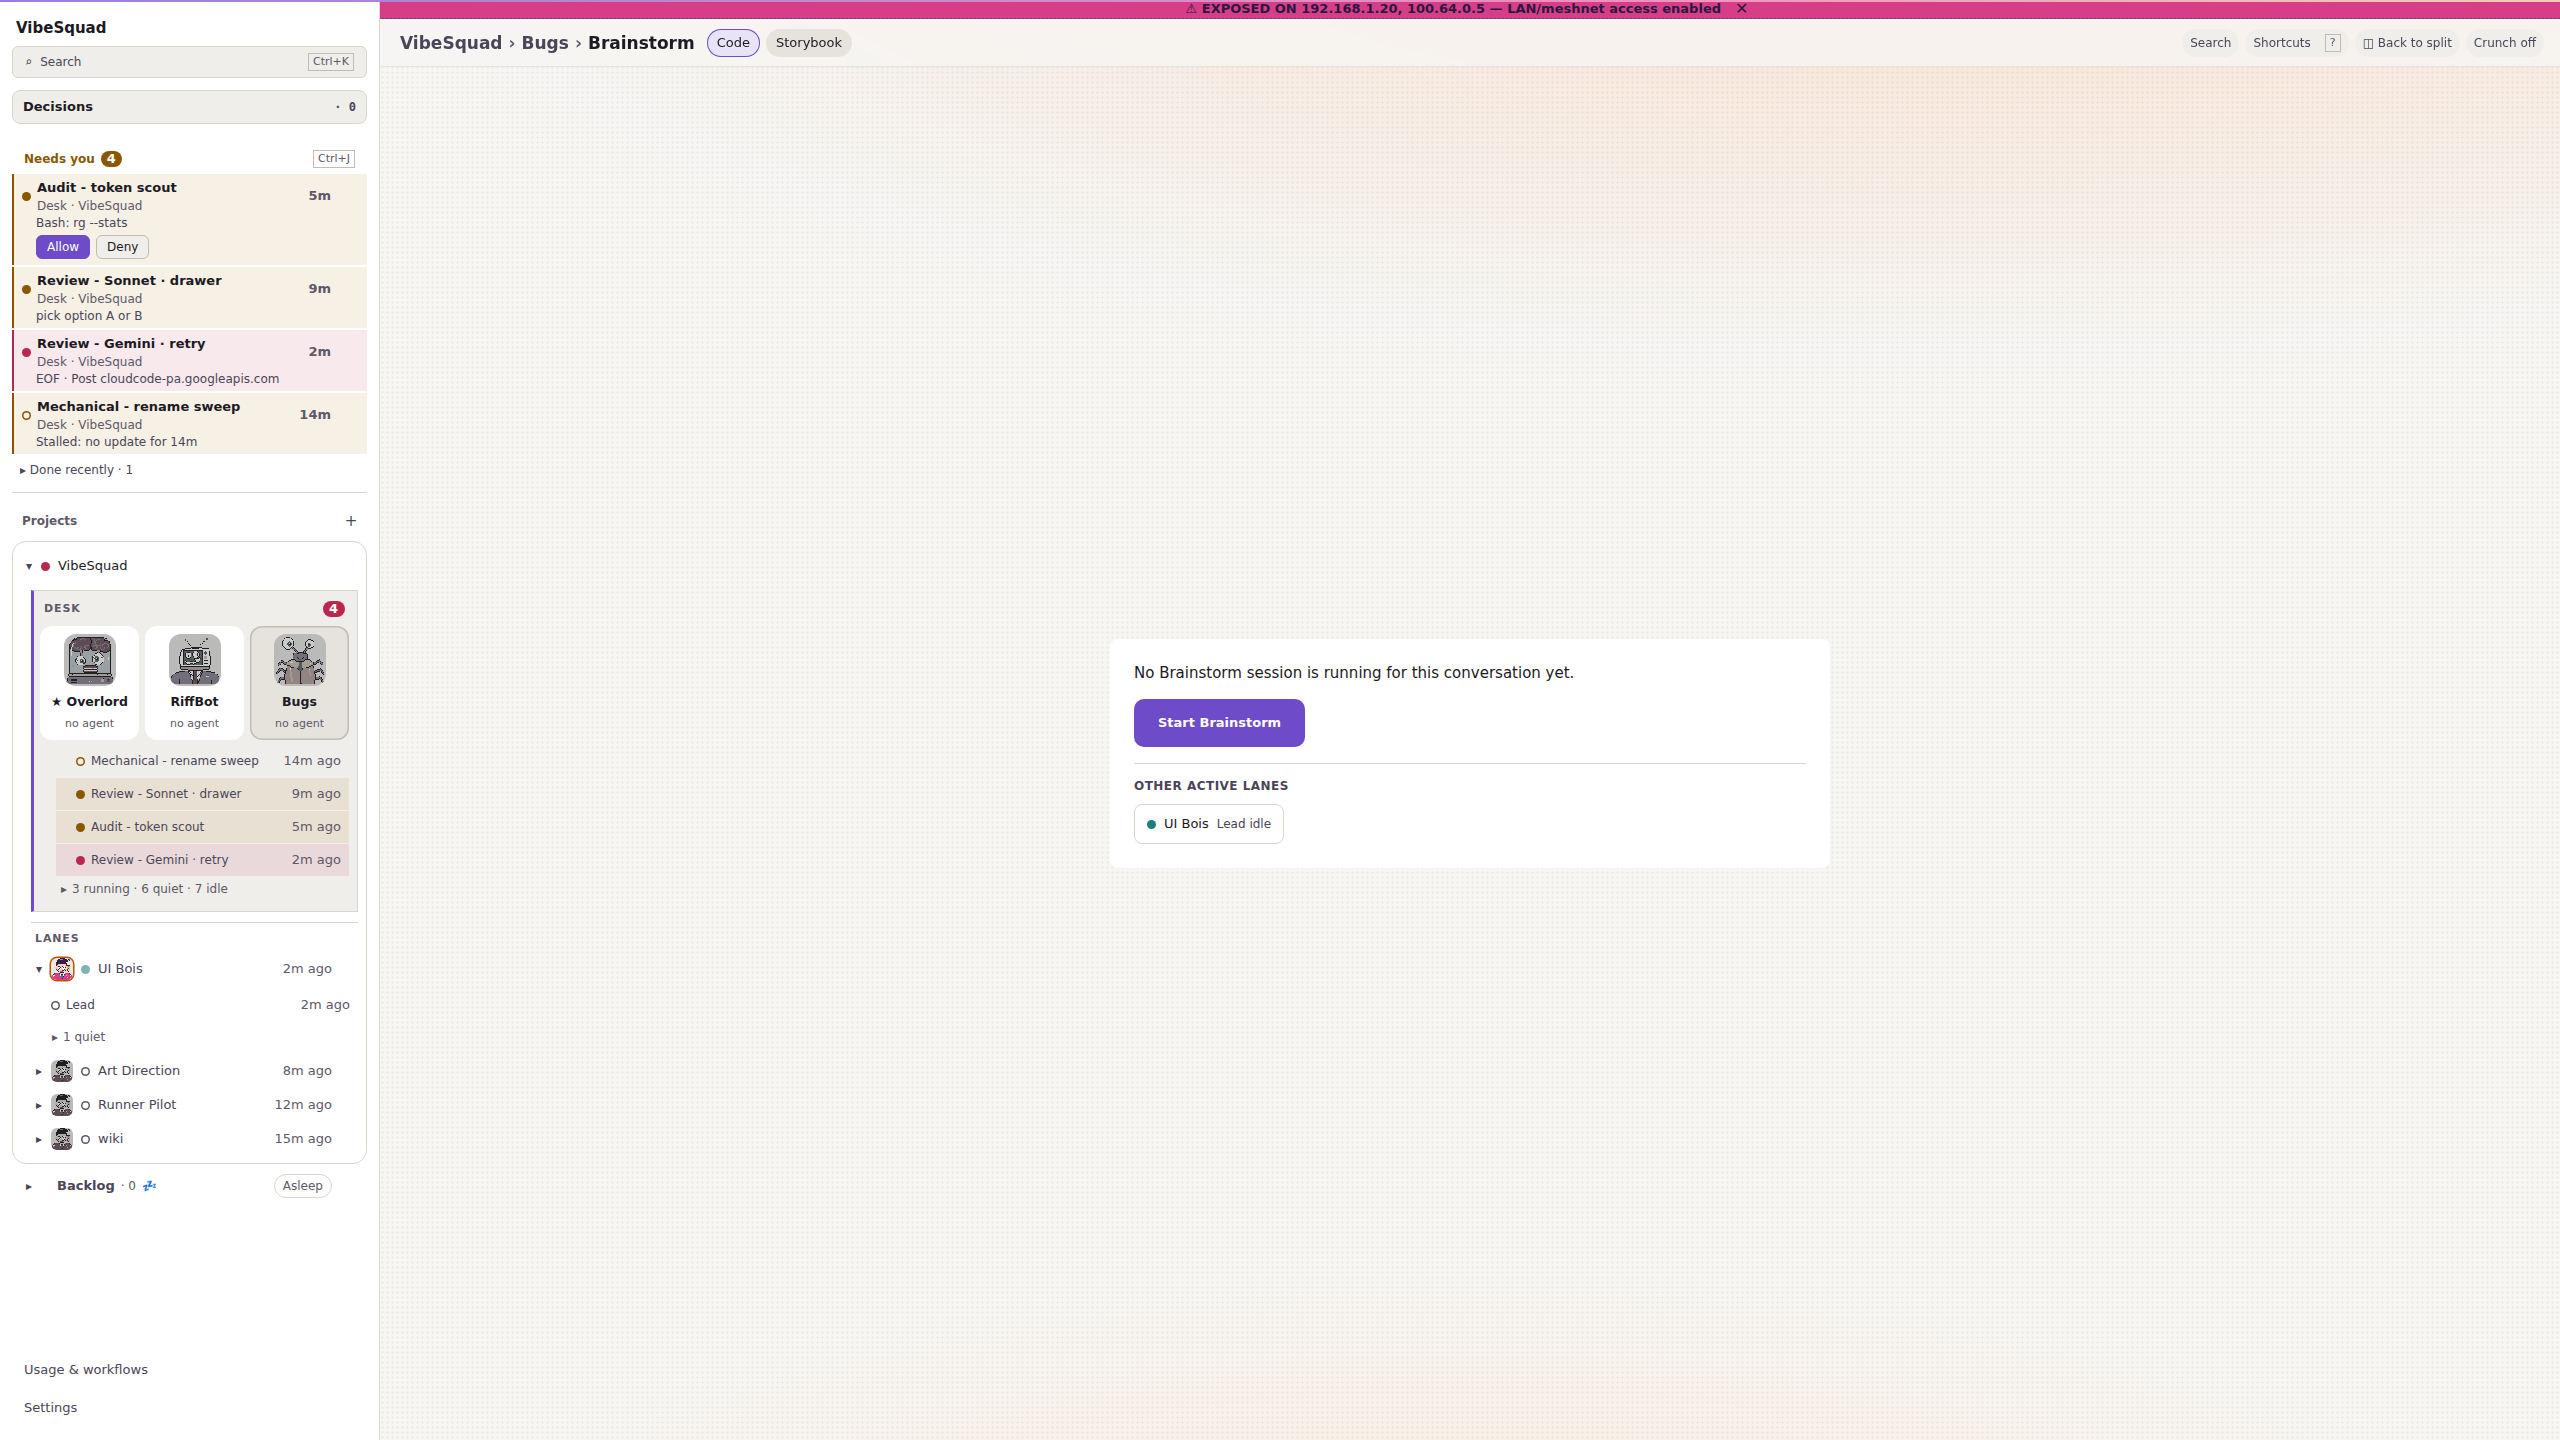 VibeSquad
Search Ctrl+K
Decisions · 0
Needs you 4 Ctrl+J
Audit - token scout 5m
Desk · VibeSquad
Bash: rg --stats
Allow Deny
Review - Sonnet · drawer 9m
Desk · VibeSquad
pick option A or B
Review - Gemini · retry 2m
Desk · VibeSquad
EOF · Post cloudcode-pa.googleapis.com
Mechanical - rename sweep 14m
Desk · VibeSquad
Stalled: no update for 14m
▸ Done recently · 1
Projects +
▾ VibeSquad
DESK 4
★ Overlord RiffBot Bugs
no agent no agent no agent
Mechanical - rename sweep 14m ago
Review - Sonnet · drawer 9m ago
Audit - token scout 5m ago
Review - Gemini · retry 2m ago
▸ 3 running · 6 quiet · 7 idle
LANES
▾ UI Bois 2m ago
Lead 2m ago
▸ 1 quiet
▸ Art Direction 8m ago
▸ Runner Pilot 12m ago
▸ wiki 15m ago
▸ Backlog · 0 💤 Asleep
Usage & workflows
Settings
⚠ EXPOSED ON 192.168.1.20, 100.64.0.5 — LAN/meshnet access enabled ✕
VibeSquad › Bugs › Brainstorm Code Storybook Search Shortcuts ? ◫ Back to split Crunch off
No Brainstorm session is running for this conversation yet.
Start Brainstorm
OTHER ACTIVE LANES
UI Bois Lead idle